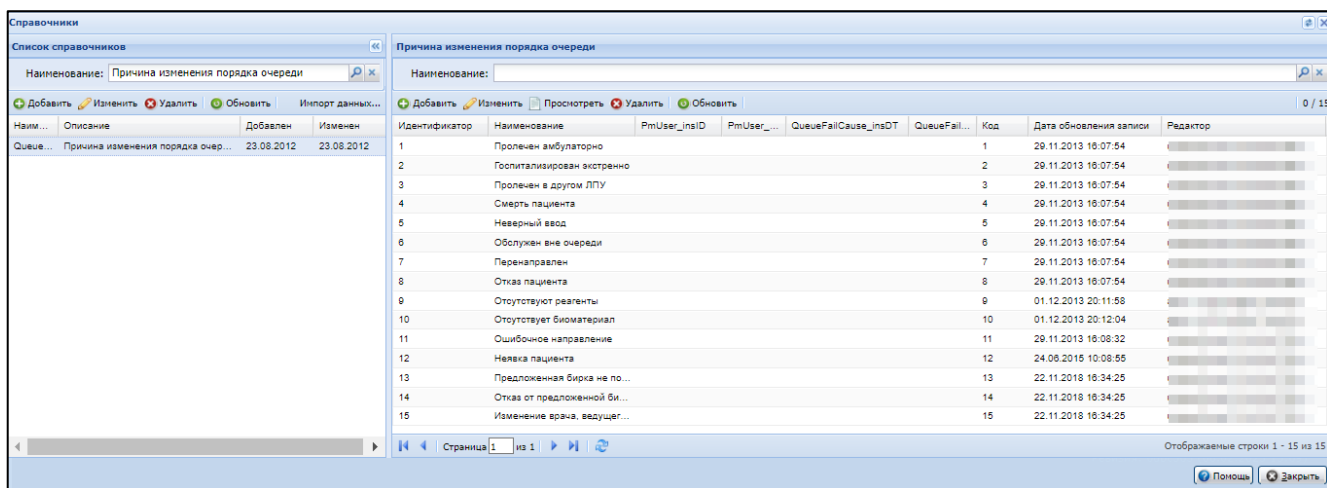 Справочники
Список справочников
Наименование: Причина изменения порядка очереди
Добавить Изменить Удалить Обновить Импорт данных...
Наим... Описание Добавлен Изменен
Queue... Причина изменения порядка очер... 23.08.2012 23.08.2012
Причина изменения порядка очереди
Наименование:
Добавить Изменить Просмотреть Удалить Обновить 0 / 15
Идентификатор Наименование PmUser_insID PmUser_... QueueFailCause_insDT QueueFail... Код Дата обновления записи Редактор
1 Пролечен амбулаторно 1 29.11.2013 16:07:54
2 Госпитализирован экстренно 2 29.11.2013 16:07:54
3 Пролечен в другом ЛПУ 3 29.11.2013 16:07:54
4 Смерть пациента 4 29.11.2013 16:07:54
5 Неверный ввод 5 29.11.2013 16:07:54
6 Обслужен вне очереди 6 29.11.2013 16:07:54
7 Перенаправлен 7 29.11.2013 16:07:54
8 Отказ пациента 8 29.11.2013 16:07:54
9 Отсутствуют реагенты 9 01.12.2013 20:11:58
10 Отсутствует биоматериал 10 01.12.2013 20:12:04
11 Ошибочное направление 11 29.11.2013 16:08:32
12 Неявка пациента 12 24.06.2015 10:08:55
13 Предложенная бирка не по... 13 22.11.2018 16:34:25
14 Отказ от предложенной би... 14 22.11.2018 16:34:25
15 Изменение врача, ведущег... 15 22.11.2018 16:34:25
Страница 1 из 1 Отображаемые строки 1 - 15 из 15
Помощь Закрыть